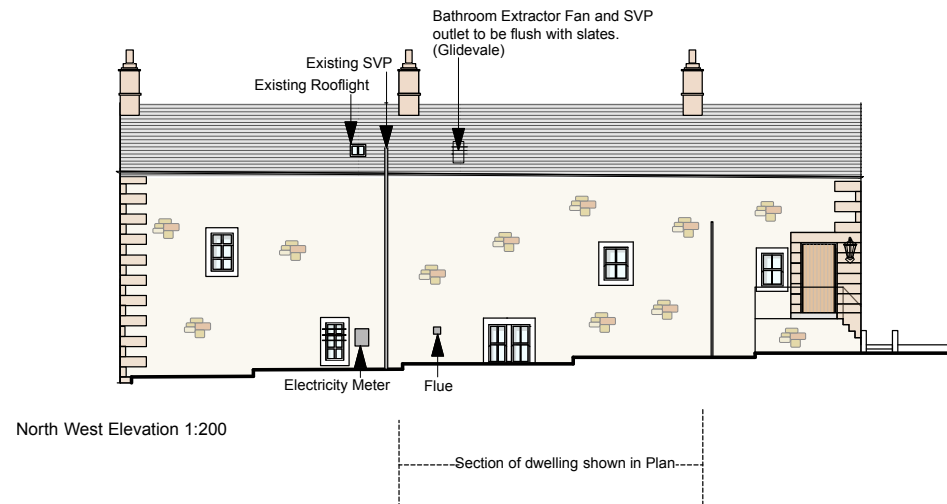 Bathroom Extractor Fan and SVP
outlet to be flush with slates.
(Glidevale)
Existing SVP
Existing Rooflight
Electricity Meter
Flue
North West Elevation 1:200
Section of dwelling shown in Plan